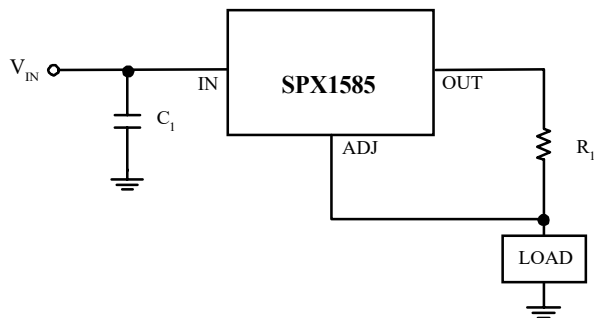 V_IN
IN
SPX1585
OUT
C_1
ADJ
R_1
LOAD